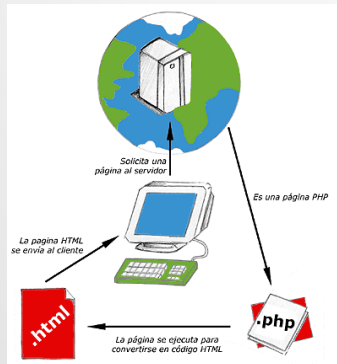 Solicita una
página al servidor
Es una página PHP
La pagina HTML
se envía al cliente
.html
.php
La página se ejecuta para
convertirse en código HTML